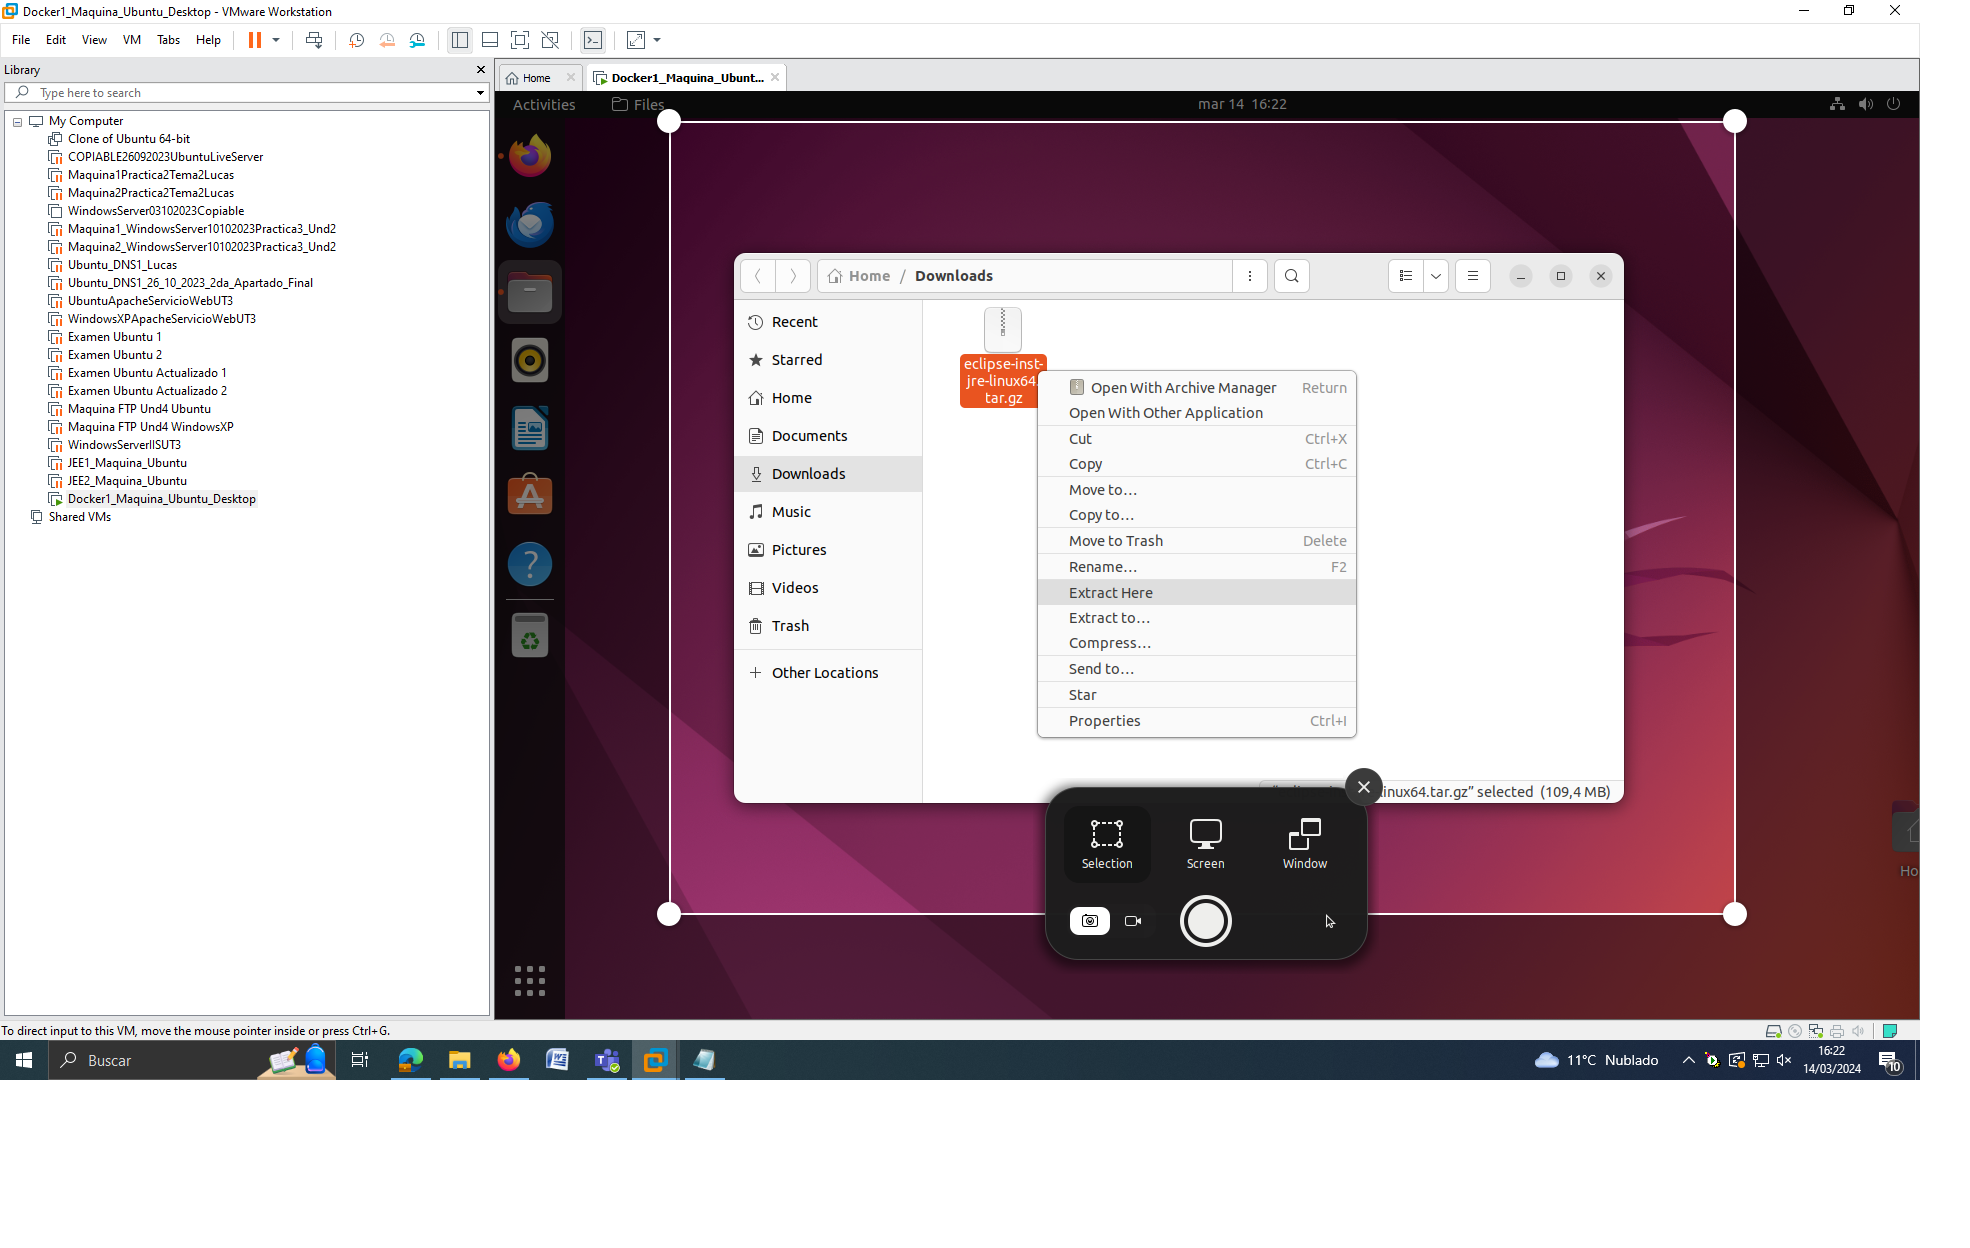 Docker1_Maquina_Ubuntu_Desktop - VMware Workstation
File Edit View VM Tabs Help
Library
Type here to search
My Computer
Clone of Ubuntu 64-bit
COPIABLE26092023UbuntuLiveServer
Maquina1Practica2Tema2Lucas
Maquina2Practica2Tema2Lucas
WindowsServer03102023Copiable
Maquina1_WindowsServer10102023Practica3_Und2
Maquina2_WindowsServer10102023Practica3_Und2
Ubuntu_DNS1_Lucas
Ubuntu_DNS1_26_10_2023_2da_Apartado_Final
UbuntuApacheServicioWebUT3
WindowsXPApacheServicioWebUT3
Examen Ubuntu 1
Examen Ubuntu 2
Examen Ubuntu Actualizado 1
Examen Ubuntu Actualizado 2
Maquina FTP Und4 Ubuntu
Maquina FTP Und4 WindowsXP
WindowsServerIISUT3
JEE1_Maquina_Ubuntu
JEE2_Maquina_Ubuntu
Docker1_Maquina_Ubuntu_Desktop
Shared VMs
Home
Docker1_Maquina_Ubunt...
Activities
Files
mar 14 16:22
Home / Downloads
Recent
Starred
Home
Documents
Downloads
Music
Pictures
Videos
Trash
Other Locations
eclipse-inst-
jre-linux64.
tar.gz
Open With Archive Manager Return
Open With Other Application
Cut Ctrl+X
Copy Ctrl+C
Move to…
Copy to…
Move to Trash Delete
Rename… F2
Extract Here
Extract to…
Compress…
Send to…
Star
Properties Ctrl+I
inux64.tar.gz” selected (109,4 MB)
Selection
Screen
Window
Ho
To direct input to this VM, move the mouse pointer inside or press Ctrl+G.
Buscar
11°C Nublado
16:22
14/03/2024
10